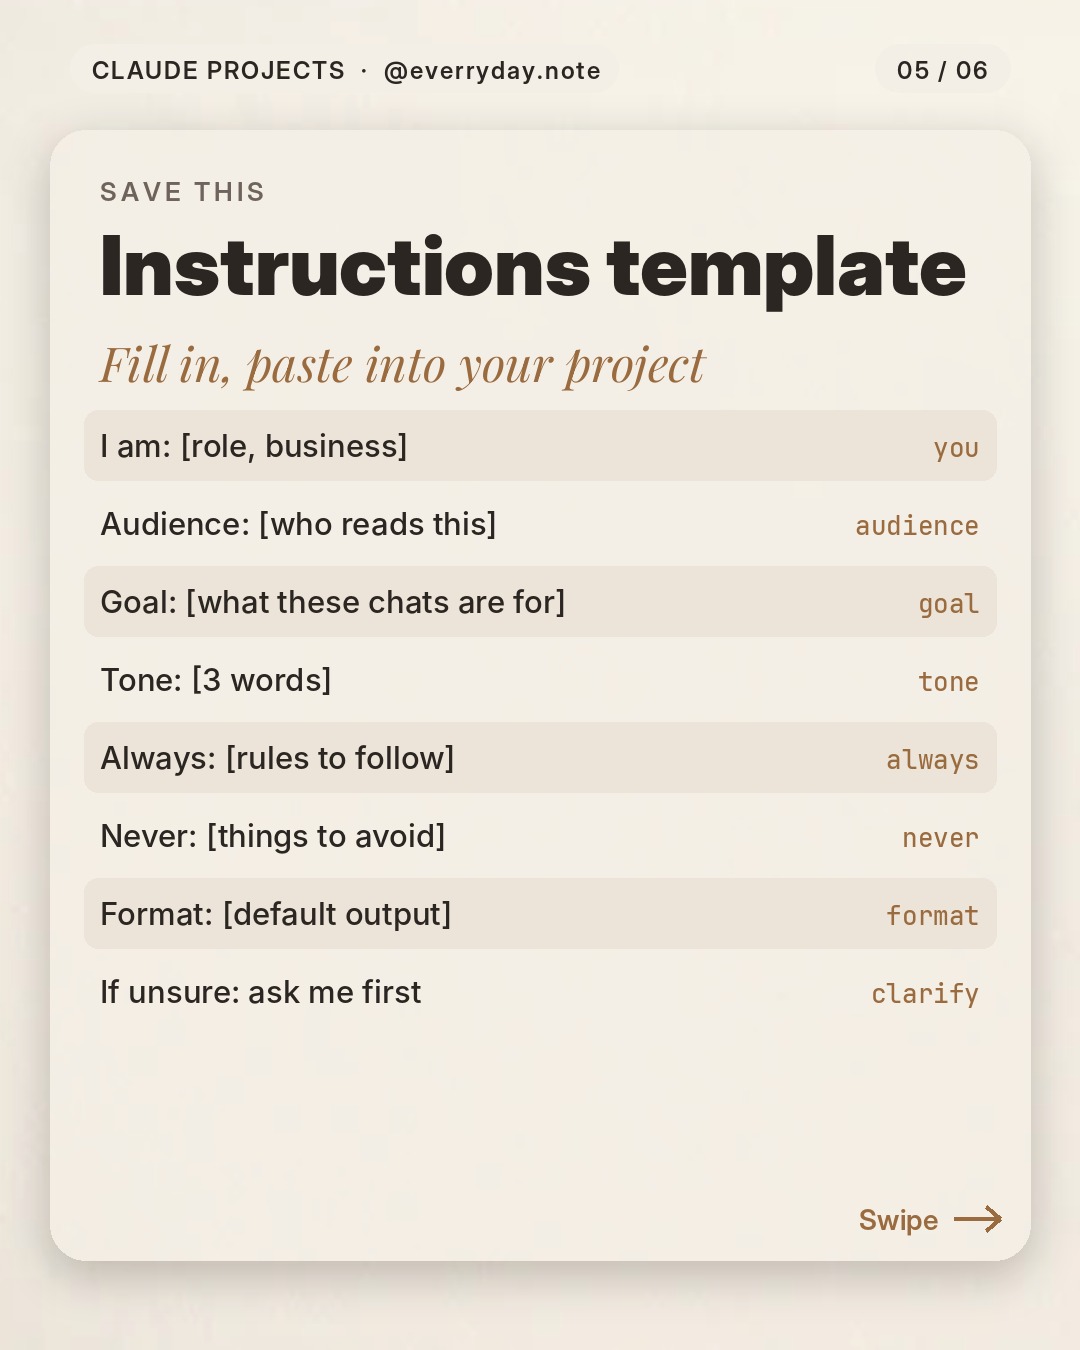 CLAUDE PROJECTS · @everryday.note
05 / 06
SAVE THIS
Instructions template
Fill in, paste into your project
I am: [role, business] you
Audience: [who reads this] audience
Goal: [what these chats are for] goal
Tone: [3 words] tone
Always: [rules to follow] always
Never: [things to avoid] never
Format: [default output] format
If unsure: ask me first clarify
Swipe →